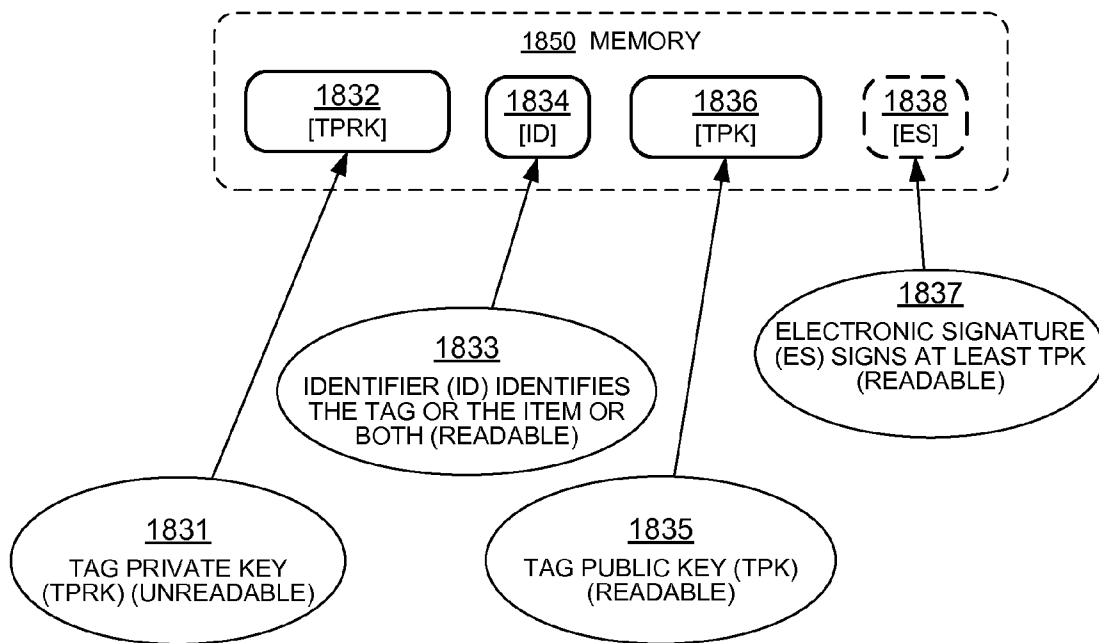 1850 MEMORY
1832
[TPRK]
1834
[ID]
1836
[TPK]
1838
[ES]
1837
ELECTRONIC SIGNATURE
(ES) SIGNS AT LEAST TPK
(READABLE)
1833
IDENTIFIER (ID) IDENTIFIES
THE TAG OR THE ITEM OR
BOTH (READABLE)
1831
TAG PRIVATE KEY
(TPRK) (UNREADABLE)
1835
TAG PUBLIC KEY (TPK)
(READABLE)